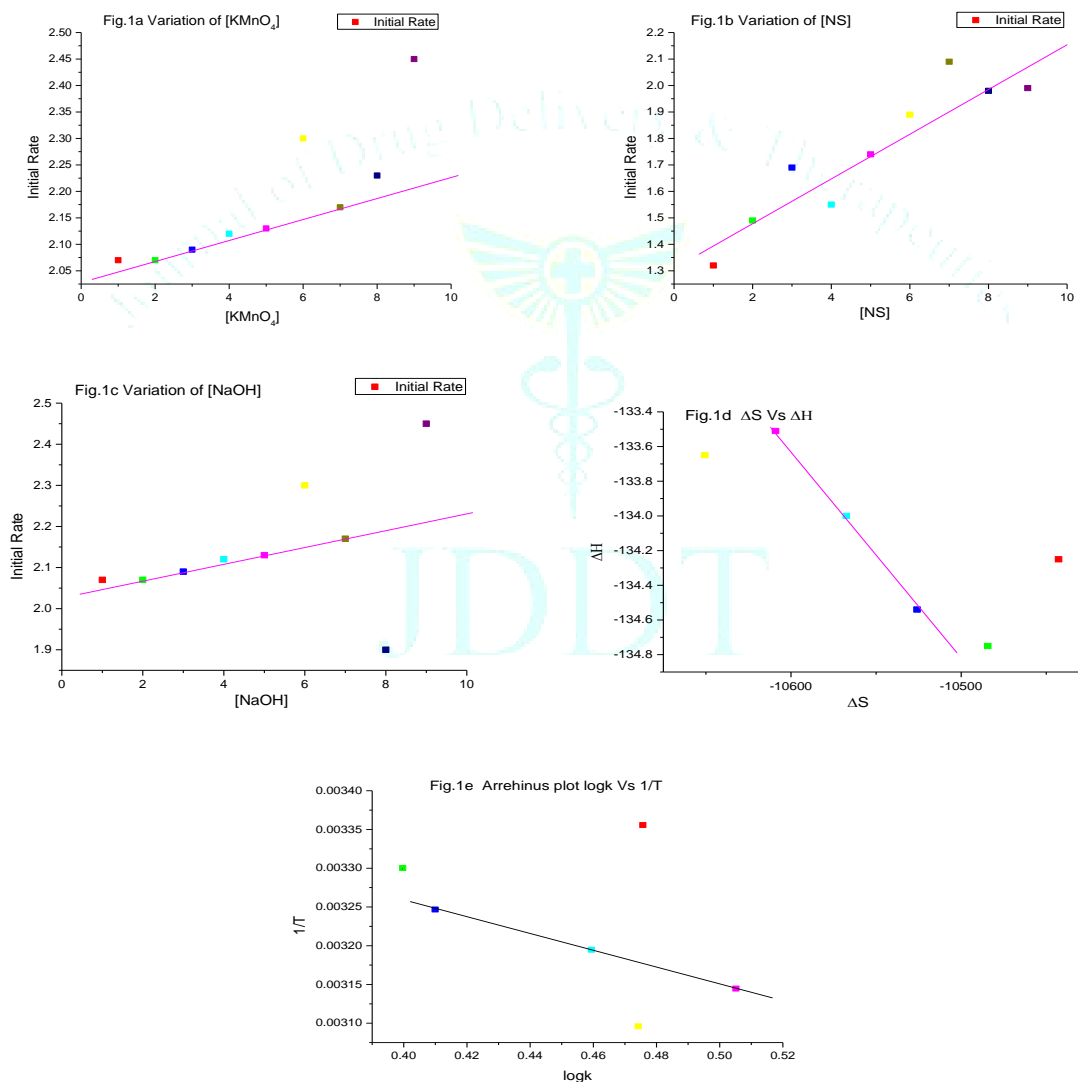 Fig.1a Variation of [KMnO4]
Initial Rate
2.50
2.45
2.40
2.35
2.30
2.25
2.20
2.15
2.10
2.05
Initial Rate
0 2 4 6 8 10
[KMnO4]
Fig.1b Variation of [NS]
Initial Rate
2.1
2.0
1.9
1.8
1.7
1.6
1.5
1.4
1.3
Initial Rate
0 2 4 6 8 10
[NS]
Journal of Drug Delivery & Therapeutics
Fig.1c Variation of [NaOH]
Initial Rate
2.5
2.4
2.3
2.2
2.1
2.0
1.9
Initial Rate
0 2 4 6 8 10
[NaOH]
Fig.1d ΔS Vs ΔH
-133.4
-133.6
-133.8
-134.0
-134.2
-134.4
-134.6
-134.8
ΔH
-10600 -10500
ΔS
JDDT
Fig.1e Arrehinus plot logk Vs 1/T
0.00340
0.00335
0.00330
0.00325
0.00320
0.00315
0.00310
1/T
0.40 0.42 0.44 0.46 0.48 0.50 0.52
logk